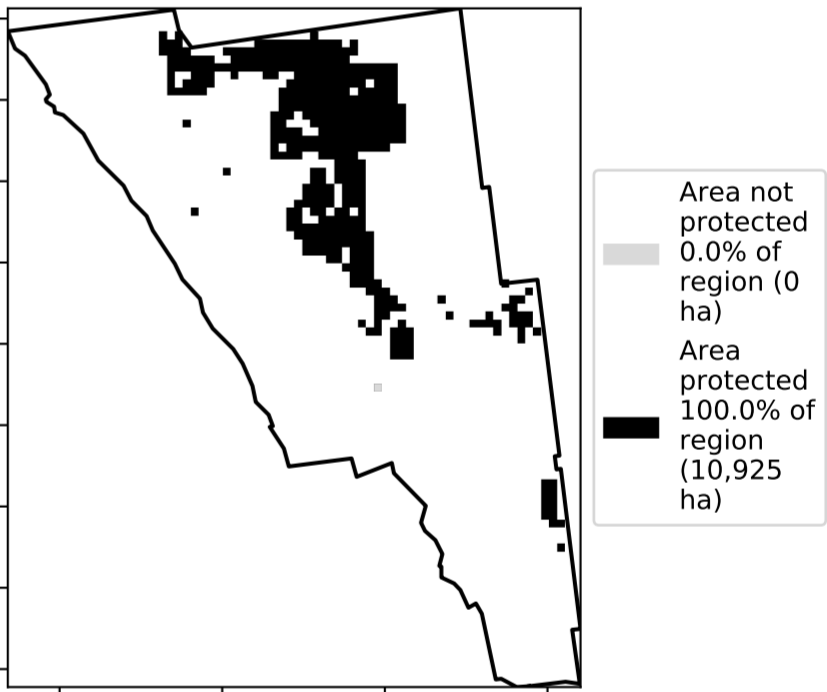 Area not
protected
0.0% of
region (0
ha)
Area
protected
100.0% of
region
(10,925
ha)